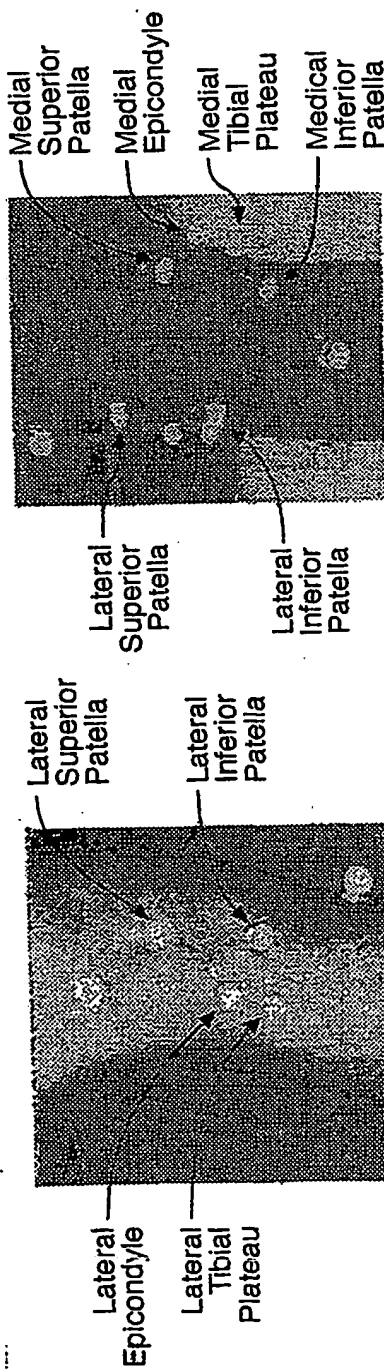 Lateral
Epicondyle
Lateral
Tibial
Plateau
Lateral
Superior
Patella
Lateral
Inferior
Patella
Lateral
Superior
Patella
Lateral
Inferior
Patella
Medial
Superior
Patella
Medial
Epicondyle
Medial
Tibial
Plateau
Medical
Inferior
Patella